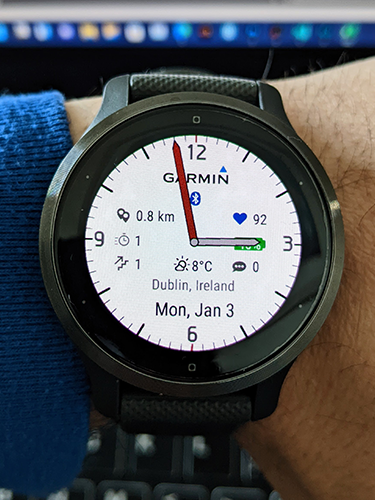 12
GARMIN
0.8 km 92
9 1 3
1 8°C 0
Dublin, Ireland
Mon, Jan 3
6